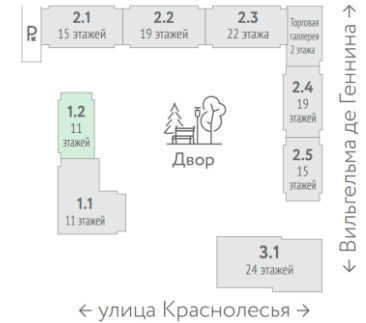 2.1
15 этажей
2.2
19 этажей
2.3
22 этажа
Торговая
галлерея
2 этажа
2.4
19
этажей
2.5
15
этажей
1.2
11
этажей
1.1
11 этажей
Двор
3.1
24 этажей
← улица Краснолесья →
← Вильгельма де Геннина →
P